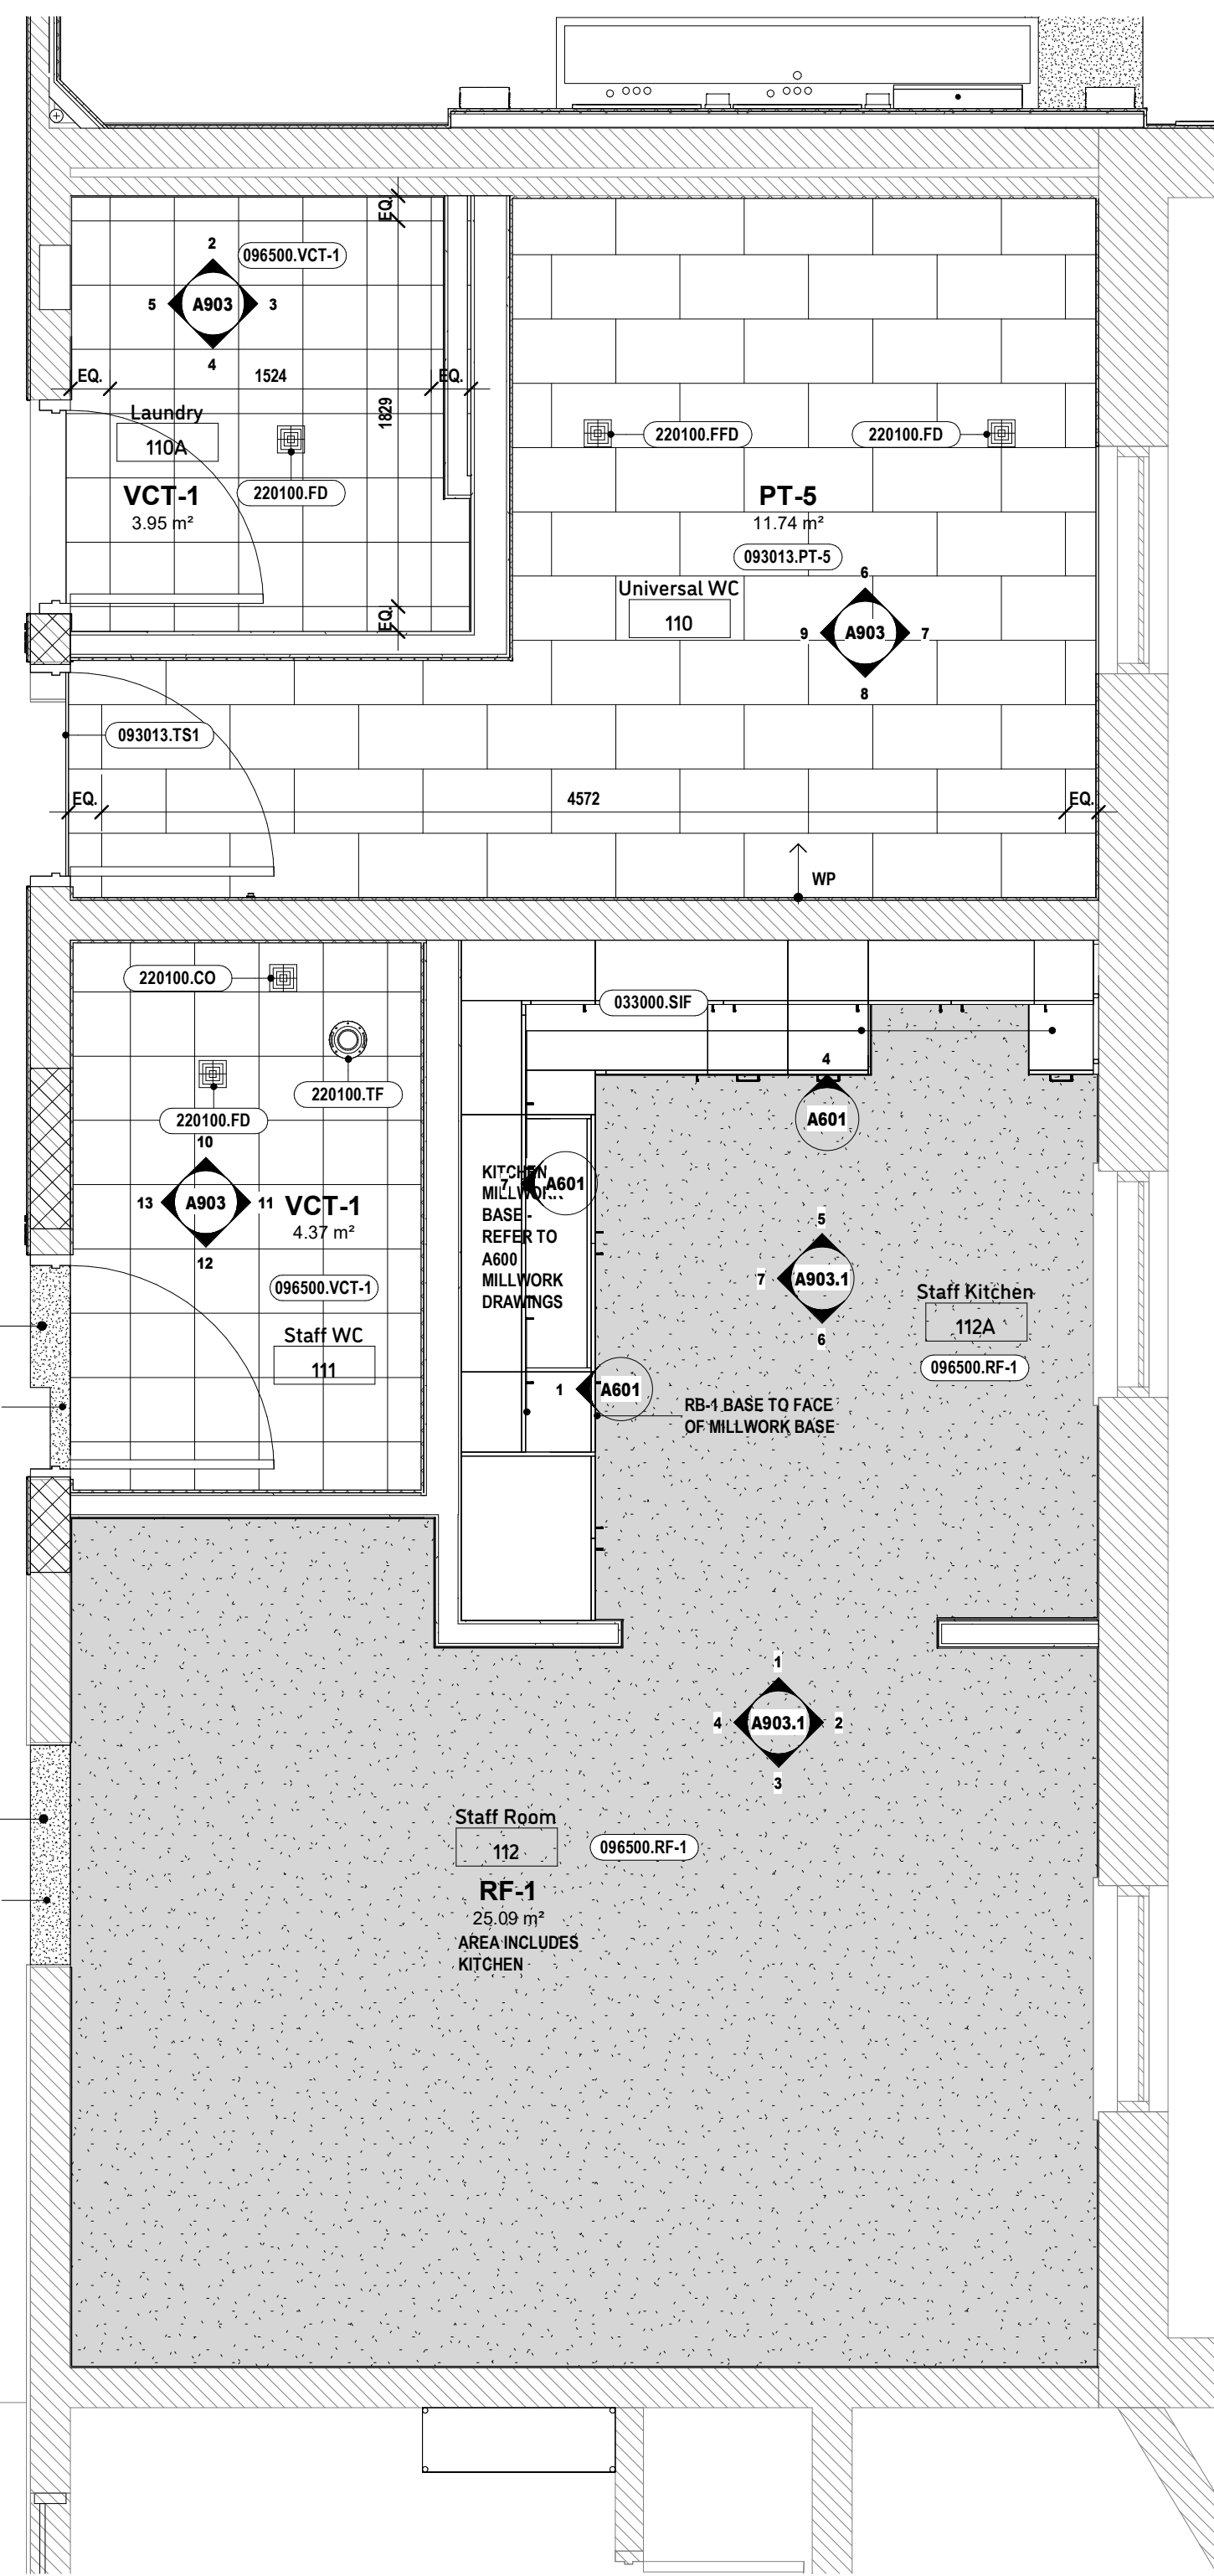 2
096500.VCT-1
EQ.
5
A903
3
4
EQ.
1524
EQ.
1829
Laundry
110A
220100.FFD
220100.FD
VCT-1
220100.FD
3.95 m²
PT-5
11.74 m²
093013.PT-5
6
Universal WC
110
EQ.
9
A903
7
8
093013.TS1
EQ.
4572
EQ.
WP
220100.CO
033000.SIF
4
220100.TF
220100.FD
A601
10
KITCHEN
MILLWORK
BASE -
REFER TO
A600
MILLWORK
DRAWINGS
7
A601
13
A903
11
VCT-1
4.37 m²
12
5
7
A903.1
6
096500.VCT-1
Staff Kitchen
112A
Staff WC
111
096500.RF-1
1
A601
RB-1 BASE TO FACE
OF MILLWORK BASE
1
4
A903.1
2
3
Staff Room
112
096500.RF-1
RF-1
25.09 m²
AREA INCLUDES
KITCHEN